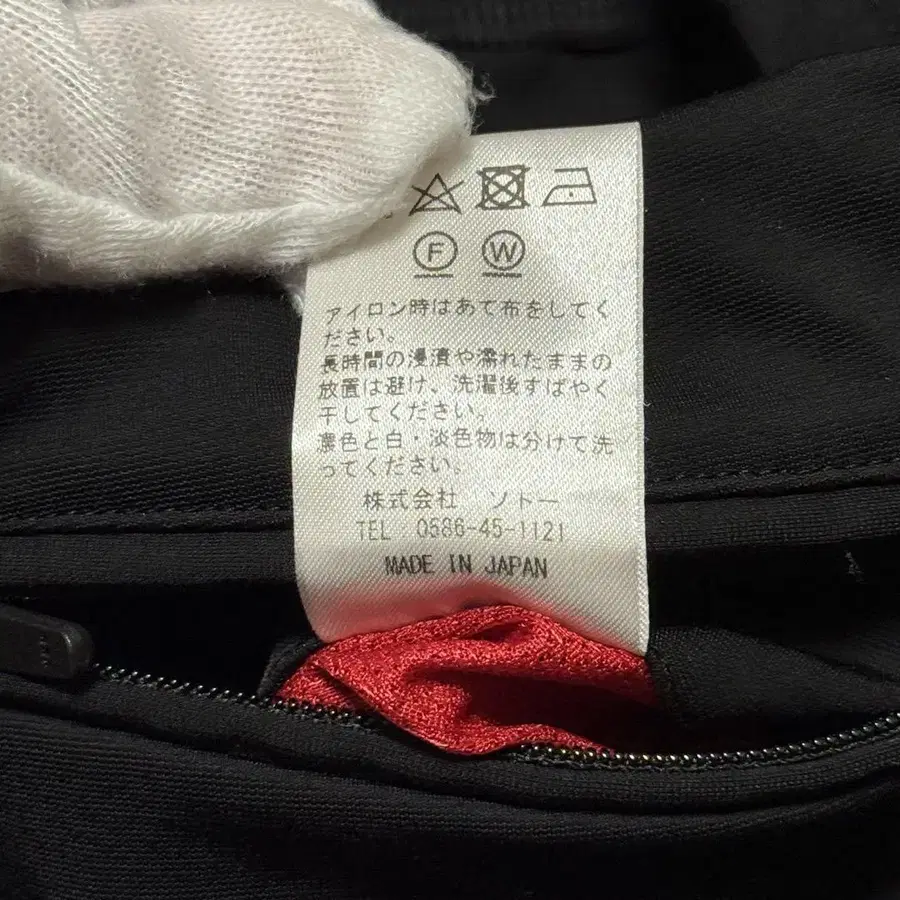 F W
アイロン時はあて布をしてく
ださい。
長時間の浸漬や濡れたままの
放置は避け、洗濯後すばやく
干してください。
濃色と白・淡色物は分けて洗
ってください。
株式会社 ソトー
TEL : 0586-45-1121
MADE IN JAPAN